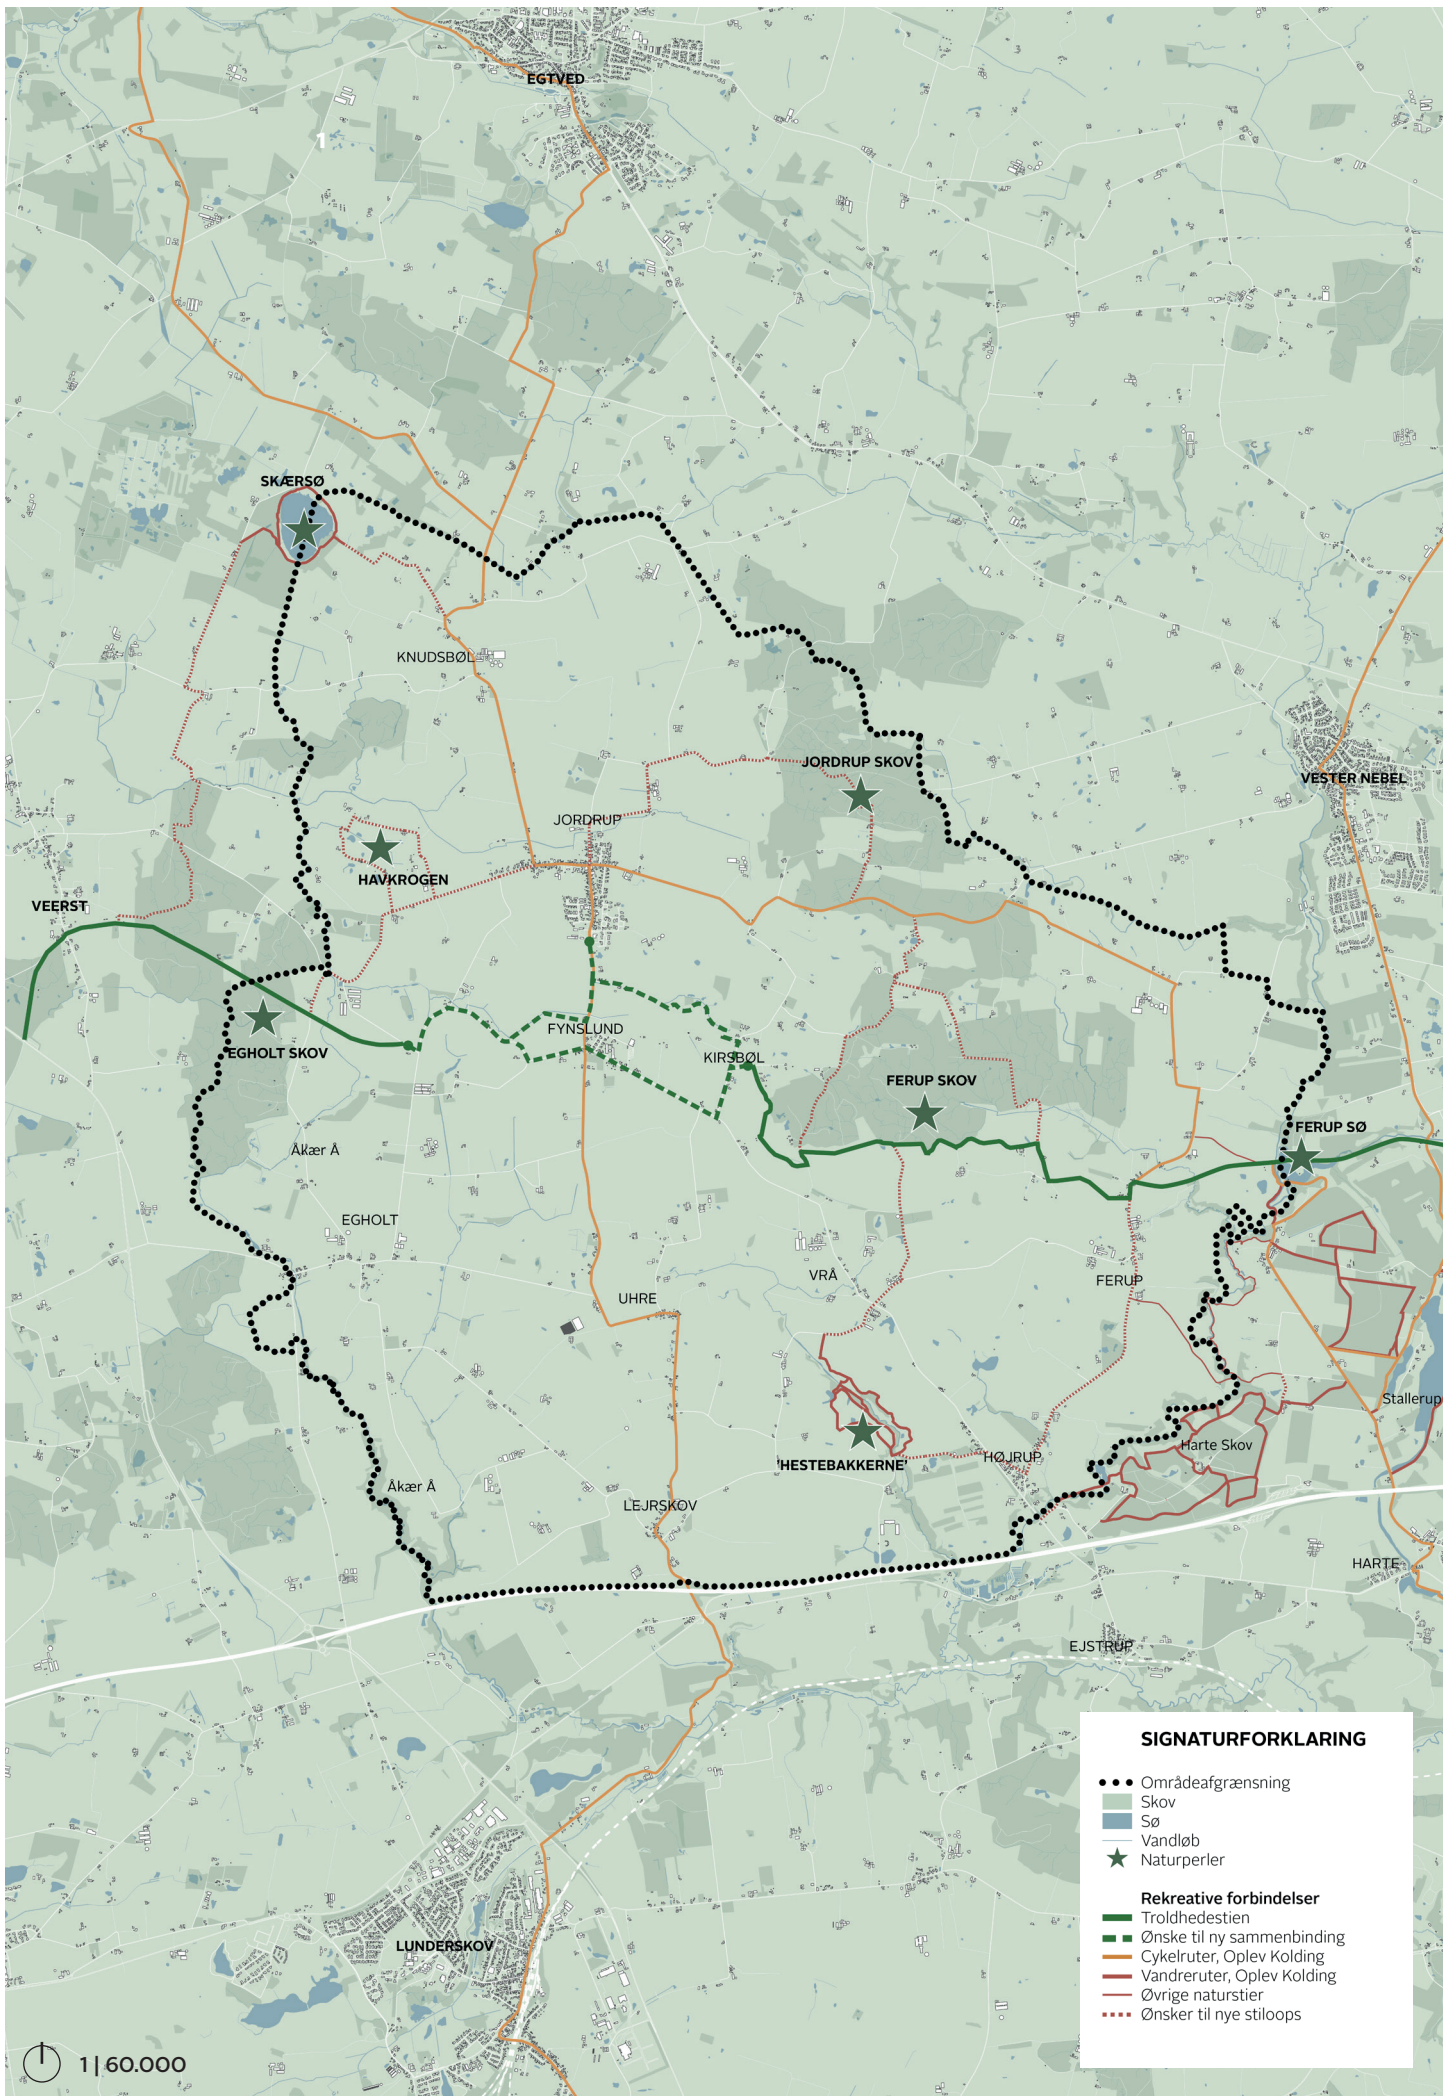 EGTVED
1
SKÆRSØ
KNUDSBØL
JORDRUP SKOV
VESTER NEBEL
JORDRUP
HAVKROGEN
VEERST
FYNSLUND
KIRSBØL
EGHOLT SKOV
FERUP SKOV
FERUP SØ
Åkær Å
EGHOLT
VRÅ
FERUP
UHRE
Stallerup
Harte Skov
'HESTEBAKKERNE'
HØJRUP
Åkær Å
LEJRSKOV
HARTE
EJSTRUP
LUNDERSKOV
SIGNATURFORKLARING
Områdeafgrænsning
Skov
Sø
Vandløb
Naturperler
Rekreative forbindelser
Troldhedestien
Ønske til ny sammenbinding
Cykelruter, Oplev Kolding
Vandreruter, Oplev Kolding
Øvrige naturstier
Ønsker til nye stiloops
1 | 60.000